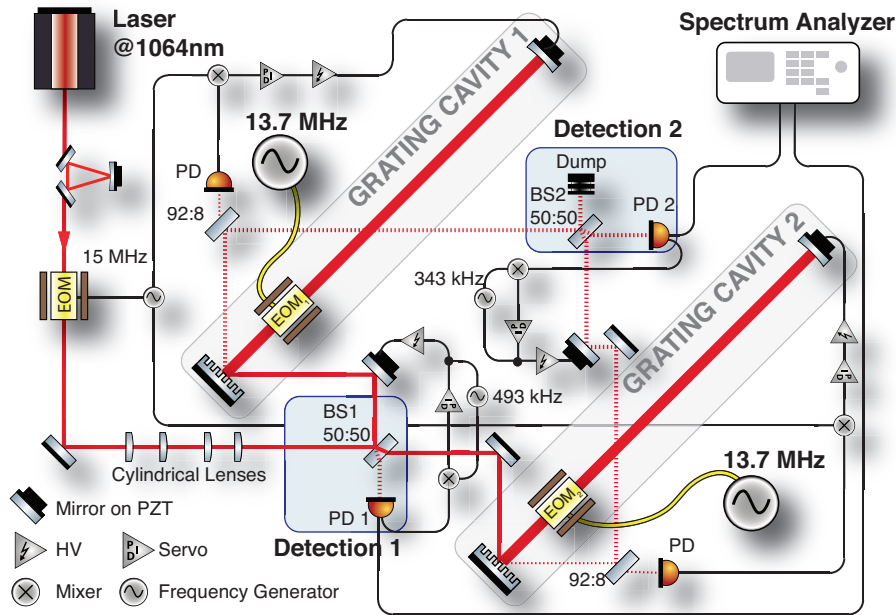 Laser
@1064nm
Spectrum Analyzer
GRATING CAVITY 1
P
I
D
13.7 MHz
PD
92:8
Detection 2
Dump
BS2
50:50
PD 2
15 MHz
EOM
EOM1
343 kHz
P
I
D
GRATING CAVITY 2
BS1
50:50
P
I
D
493 kHz
P
I
D
Cylindrical Lenses
PD 1
Detection 1
EOM2
13.7 MHz
92:8
PD
Mirror on PZT
HV
P
I
D
Servo
Mixer
Frequency Generator